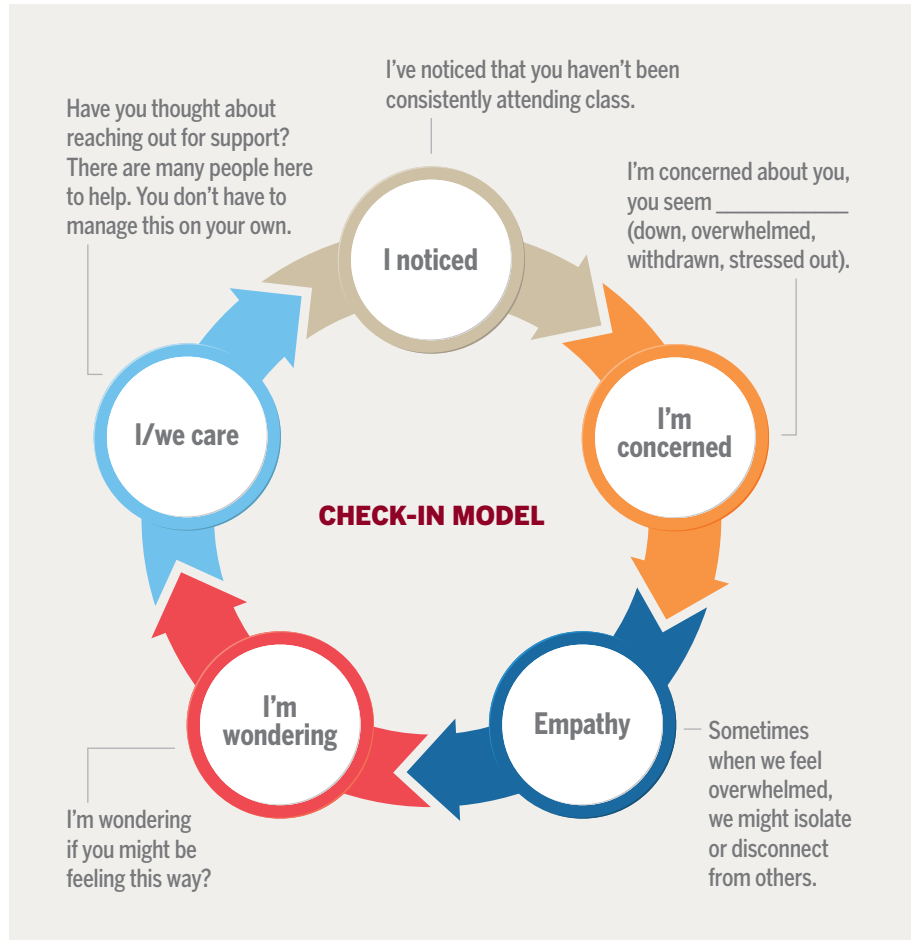 I noticed
I've noticed that you haven't been
consistently attending class.
I'm
concerned
I'm concerned about you,
you seem ______________
(down, overwhelmed,
withdrawn, stressed out).
Empathy
Sometimes
when we feel
overwhelmed,
we might isolate
or disconnect
from others.
I'm
wondering
I'm wondering
if you might be
feeling this way?
I/we care
Have you thought about
reaching out for support?
There are many people here
to help. You don't have to
manage this on your own.
CHECK-IN MODEL